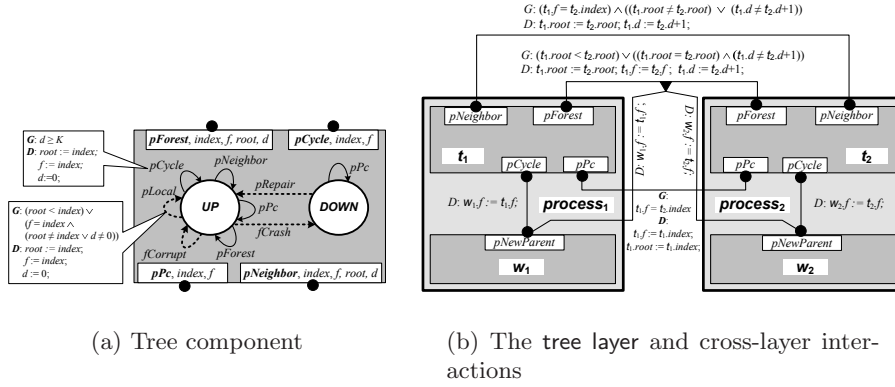 G: (t1.f = t2.index) ∧ ((t1.root ≠ t2.root) ∨ (t1.d ≠ t2.d+1))
D: t1.root := t2.root; t1.d := t2.d+1;
G: (t1.root < t2.root) ∨ ((t1.root = t2.root) ∧ (t1.d ≠ t2.d+1))
D: t1.root := t2.root; t1.f := t2.f; t1.d := t2.d+1;
G: d ≥ K
D: root := index;
f := index;
d:=0;
pForest, index, f, root, d
pCycle, index, f
pCycle
pNeighbor
pPc
pLocal
pRepair
UP
pPc
DOWN
fCrash
fCorrupt
pForest
G: (root < index) ∨
(f = index ∧
(root ≠ index ∨ d ≠ 0))
D: root := index;
f := index;
d := 0;
pPc, index, f
pNeighbor, index, f, root, d
pNeighbor
pForest
t1
pCycle
pPc
D: w1.f := t1.f;
process1
D: w1.f := t1.f;
pNewParent
w1
G:
t1.f = t2.index
D:
t1.f := t1.index;
t1.root := t1.index;
D: w2.f := t2.f;
pForest
pNeighbor
t2
pPc
pCycle
process2
D: w2.f := t2.f;
pNewParent
w2
(a) Tree component
(b) The tree layer and cross-layer inter-
actions